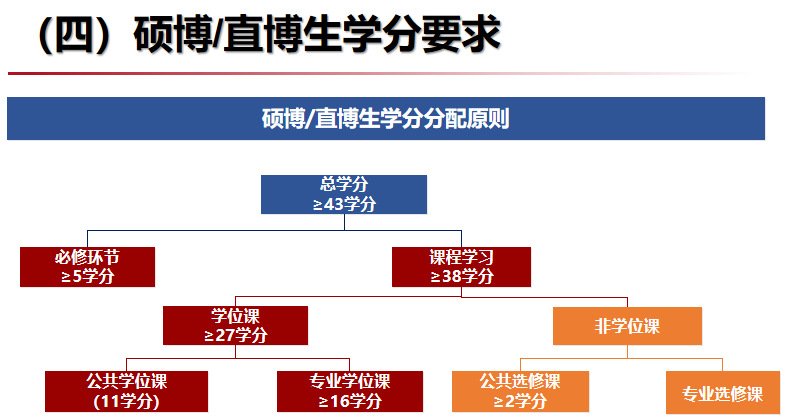 （四）硕博/直博生学分要求
硕博/直博生学分分配原则
总学分
≥43学分
必修环节
≥5学分
课程学习
≥38学分
学位课
≥27学分
非学位课
公共学位课
(11学分)
专业学位课
≥16学分
公共选修课
≥2学分
专业选修课